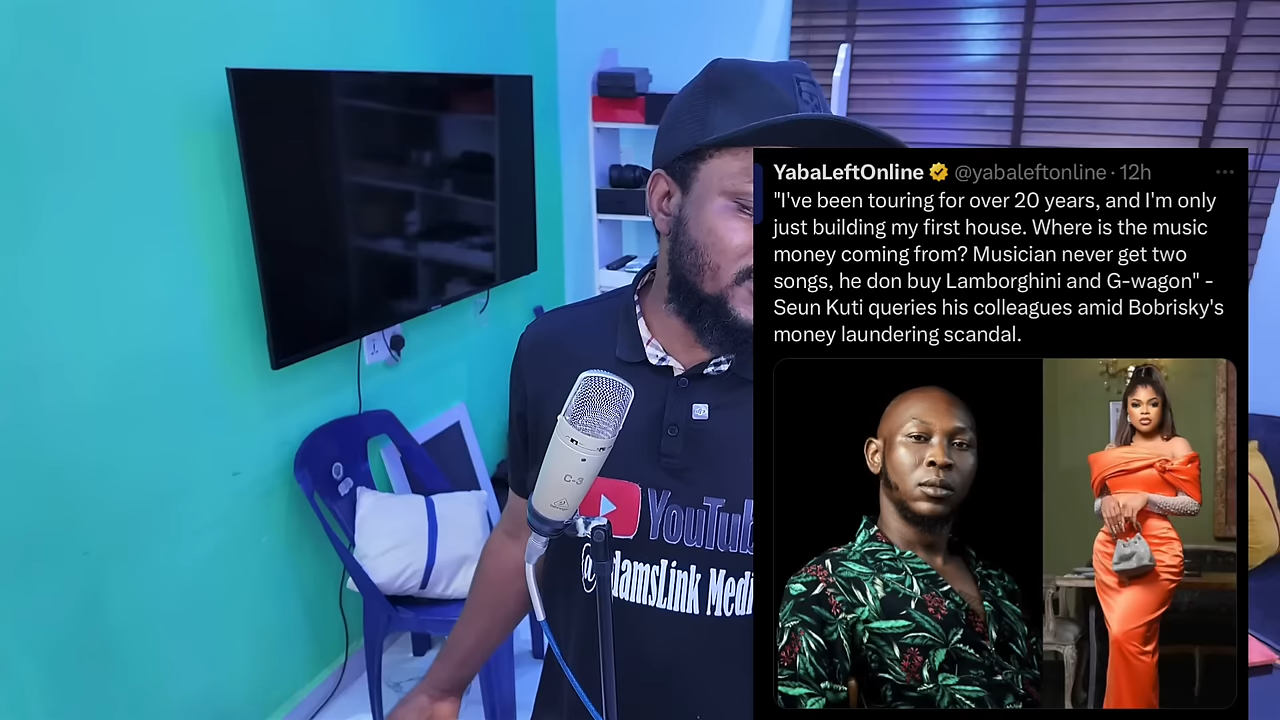 YabaLeftOnline @yabaleftonline · 12h
"I've been touring for over 20 years, and I'm only
just building my first house. Where is the music
money coming from? Musician never get two
songs, he don buy Lamborghini and G-wagon" -
Seun Kuti queries his colleagues amid Bobrisky's
money laundering scandal.
C-3
YouTub
@ lamsLink Medi